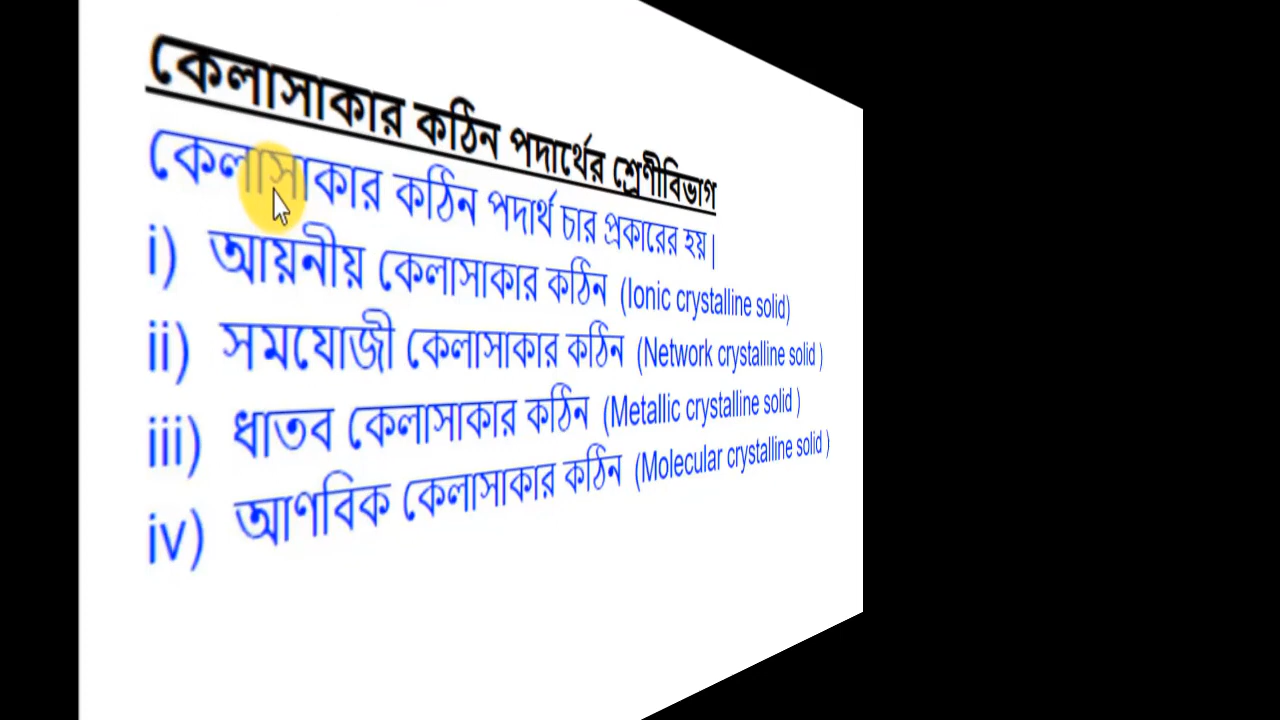 কেলাসাকার কঠিন পদার্থের শ্রেণীবিভাগ
কেলাসাকার কঠিন পদার্থ চার প্রকারের হয়|
i) আয়নীয় কেলাসাকার কঠিন (Ionic crystalline solid)
ii) সমযোজী কেলাসাকার কঠিন (Network crystalline solid )
iii) ধাতব কেলাসাকার কঠিন (Metallic crystalline solid )
iv) আণবিক কেলাসাকার কঠিন (Molecular crystalline solid )